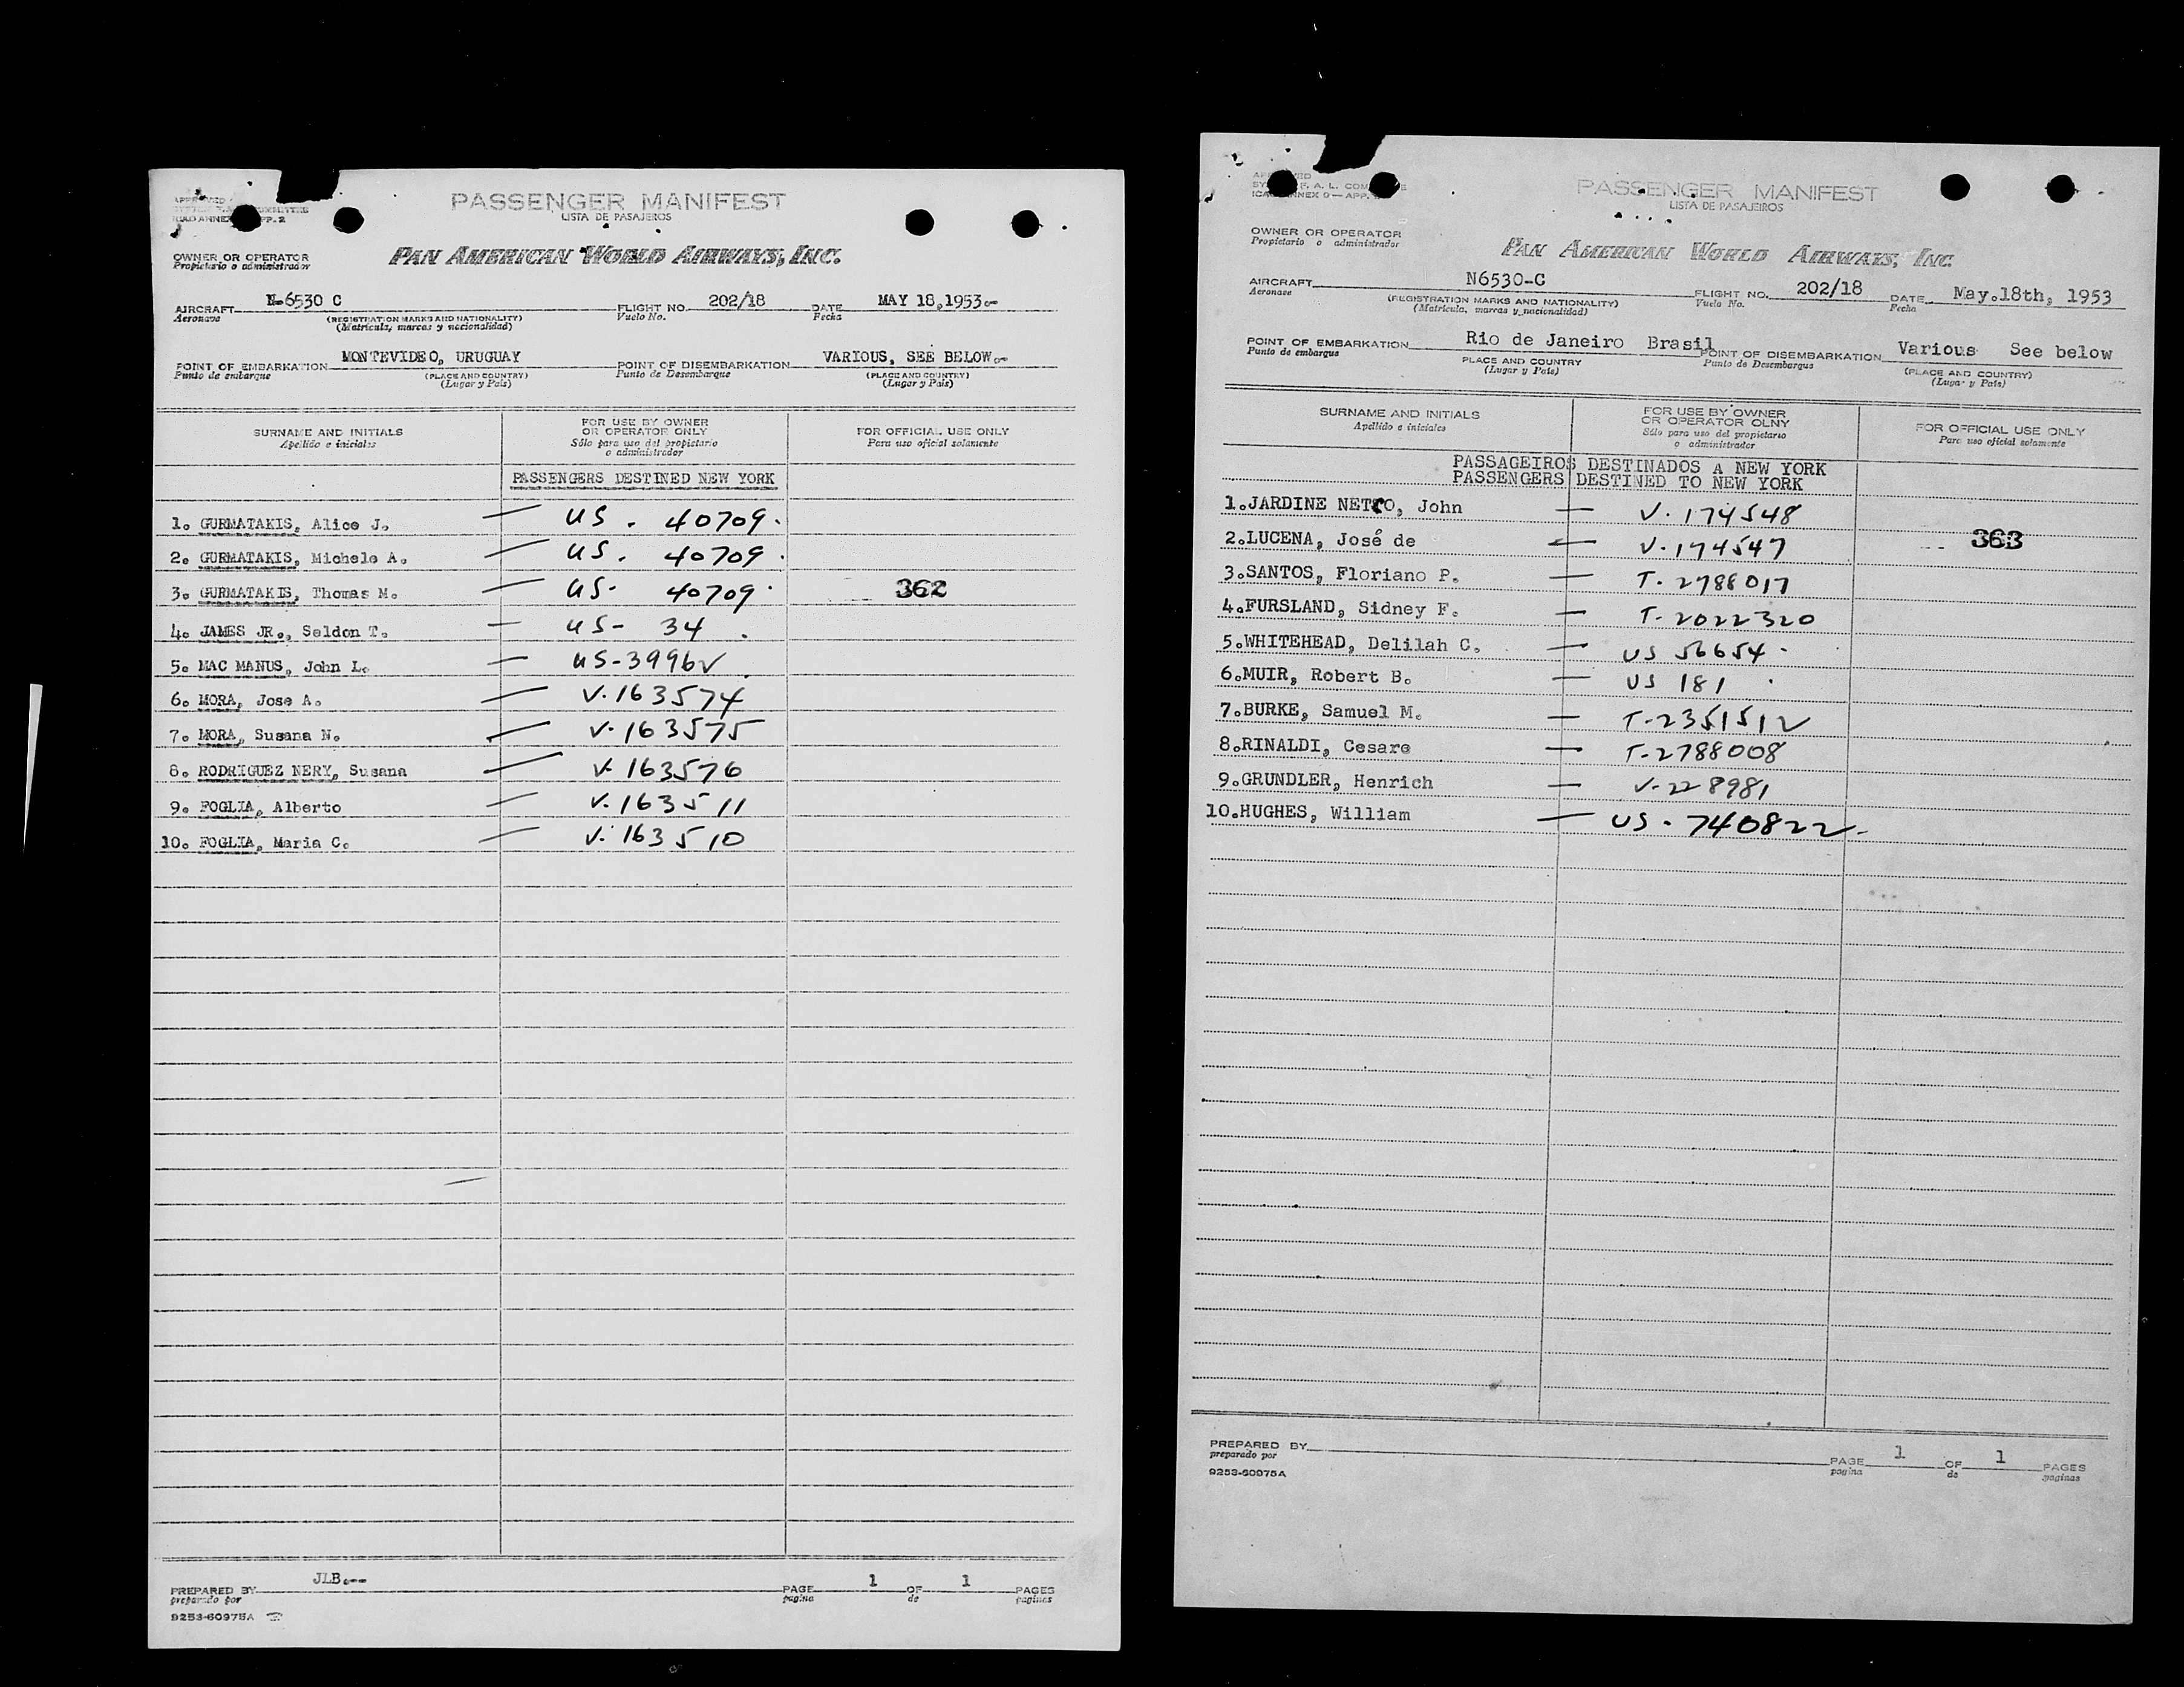 PASSENGER MANIFEST
LISTA DE PASAJEROS
OWNER OR OPERATOR
Propietario o administrador
PAN AMERICAN WORLD AIRWAYS, INC.
AIRCRAFT N-6530 C FLIGHT NO. 202/18 DATE MAY 18,1953.-
Aeronave (REGISTRATION MARKS AND NATIONALITY) Vuelo No. Fecha
(Matrícula, marcas y nacionalidad)
POINT OF EMBARKATION MONTEVIDEO, URUGUAY POINT OF DISEMBARKATION VARIOUS, SEE BELOW.-
Punto de embarque (PLACE AND COUNTRY) Punto de Desembarque (PLACE AND COUNTRY)
(Lugar y País) (Lugar y País)
SURNAME AND INITIALS
Apellido e iniciales
FOR USE BY OWNER
OR OPERATOR ONLY
Sólo para uso del propietario
o administrador
FOR OFFICIAL USE ONLY
Para uso oficial solamente
PASSENGERS DESTINED NEW YORK
1. GURMATAKIS, Alice J. — US . 40709.
2. GURMATAKIS, Michele A. — US . 40709.
3. GURMATAKIS, Thomas M. — US- 40709. 362
4. JAMES JR., Seldon T. — US- 34 .
5. MAC MANUS, John L. — US-39962
6. MORA, Jose A. — V.163574
7. MORA, Susana N. — V.163575
8. RODRIGUEZ NERY, Susana — V.163576
9. FOGLIA, Alberto — V.163511
10. FOGLIA, Maria C. — V.163510
PREPARED BY JLB.-- PAGE 1 OF 1 PAGES
preparado por pagina de paginas
9253-60975A
PASSENGER MANIFEST
LISTA DE PASAJEIROS
OWNER OR OPERATOR
Propietario o administrador
PAN AMERICAN WORLD AIRWAYS, INC.
AIRCRAFT N6530-C FLIGHT NO. 202/18 DATE May.18th, 1953
Aeronave (REGISTRATION MARKS AND NATIONALITY) Vuelo No. Fecha
(Matrícula, marcas y nacionalidad)
POINT OF EMBARKATION Rio de Janeiro Brasil POINT OF DISEMBARKATION Various See below
Punto de embarque PLACE AND COUNTRY Punto de Desembarque (PLACE AND COUNTRY)
(Lugar y País) (Lugar y País)
SURNAME AND INITIALS
Apellido e iniciales
FOR USE BY OWNER
OR OPERATOR OLNY
Sólo para uso del propietario
o administrador
FOR OFFICIAL USE ONLY
Para uso oficial solamente
PASSAGEIROS DESTINADOS A NEW YORK
PASSENGERS DESTINED TO NEW YORK
1.JARDINE NETTO, John — V.174548
2.LUCENA, José de — V.174547 363
3.SANTOS, Floriano P. — T.2788017
4.FURSLAND, Sidney F. — T-2022320
5.WHITEHEAD, Delilah C. — US 56654.
6.MUIR, Robert B. — US 181 .
7.BURKE, Samuel M. — T-2351512
8.RINALDI, Cesare — T-2788008
9.GRUNDLER, Henrich — V-228981
10.HUGHES, William — US-740822-
PREPARED BY PAGE 1 OF 1 PAGES
preparado por pagina de paginas
9253-60975A